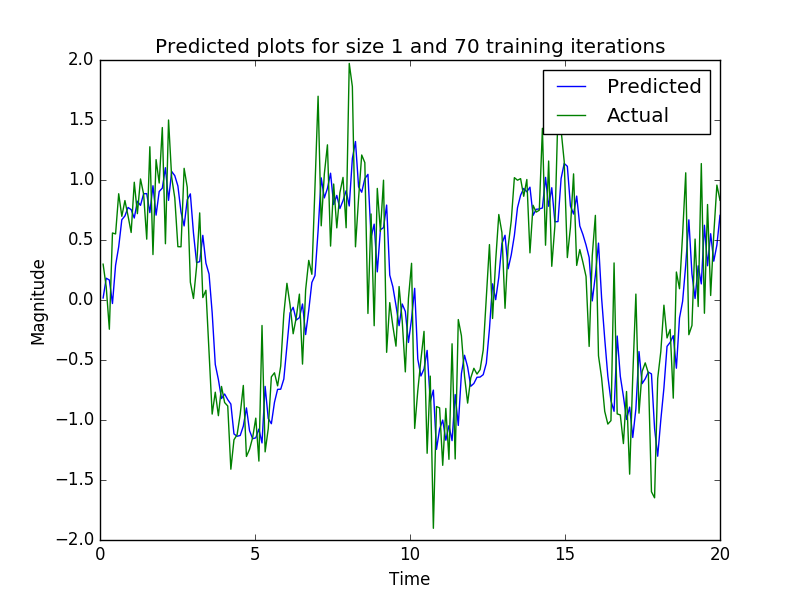 Predicted plots for size 1 and 70 training iterations
Predicted
Actual
2.0
1.5
1.0
0.5
0.0
−0.5
−1.0
−1.5
−2.0
Magnitude
0
5
10
15
20
Time